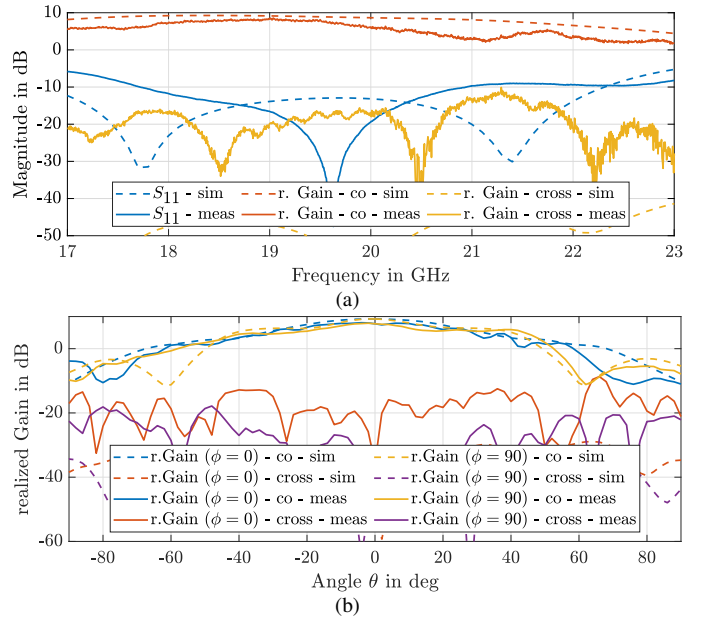 10
0
-10
-20
-30
-40
-50
Magnitude in dB
S11 - sim
r. Gain - co - sim
r. Gain - cross - sim
S11 - meas
r. Gain - co - meas
r. Gain - cross - meas
17 18 19 20 21 22 23
Frequency in GHz
(a)
0
-20
-40
-60
realized Gain in dB
r.Gain (ϕ = 0) - co - sim
r.Gain (ϕ = 90) - co - sim
r.Gain (ϕ = 0) - cross - sim
r.Gain (ϕ = 90) - cross - sim
r.Gain (ϕ = 0) - co - meas
r.Gain (ϕ = 90) - co - meas
r.Gain (ϕ = 0) - cross - meas
r.Gain (ϕ = 90) - cross - meas
-80 -60 -40 -20 0 20 40 60 80
Angle θ in deg
(b)